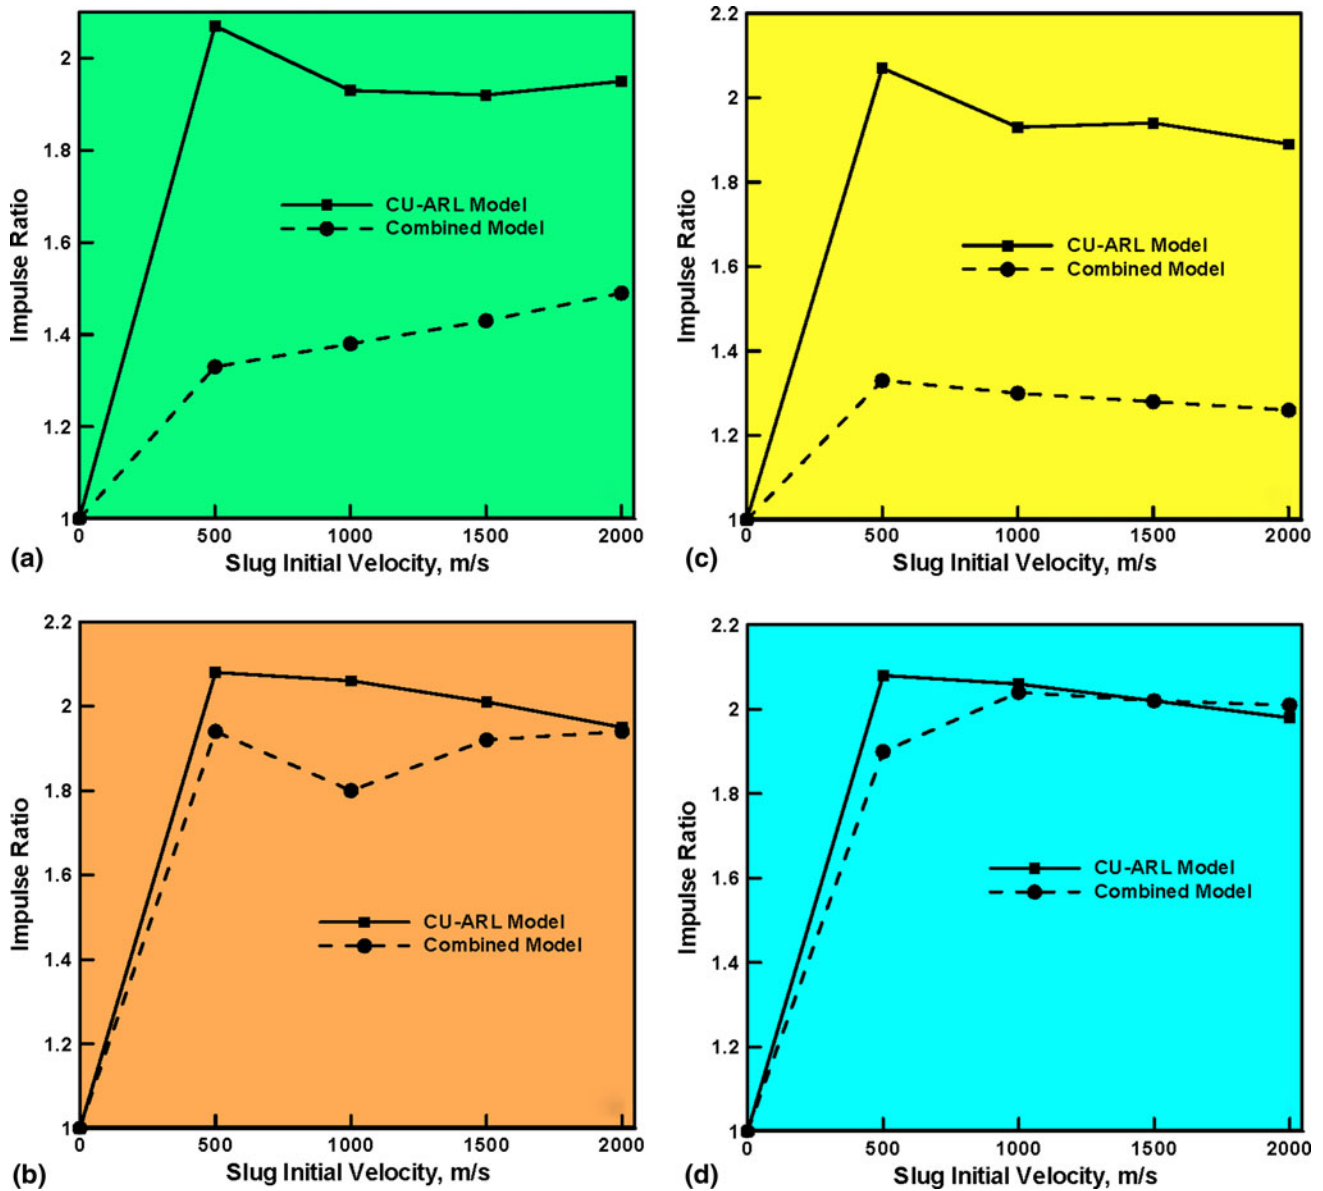 2
1.8
1.6
1.4
1.2
1
Impulse Ratio
CU-ARL Model
Combined Model
0 500 1000 1500 2000
Slug Initial Velocity, m/s
(a)
2.2
2
1.8
1.6
1.4
1.2
1
Impulse Ratio
CU-ARL Model
Combined Model
0 500 1000 1500 2000
Slug Initial Velocity, m/s
(c)
2.2
2
1.8
1.6
1.4
1.2
1
Impulse Ratio
CU-ARL Model
Combined Model
0 500 1000 1500 2000
Slug Initial Velocity, m/s
(b)
2.2
2
1.8
1.6
1.4
1.2
1
Impulse Ratio
CU-ARL Model
Combined Model
0 500 1000 1500 2000
Slug Initial Velocity, m/s
(d)